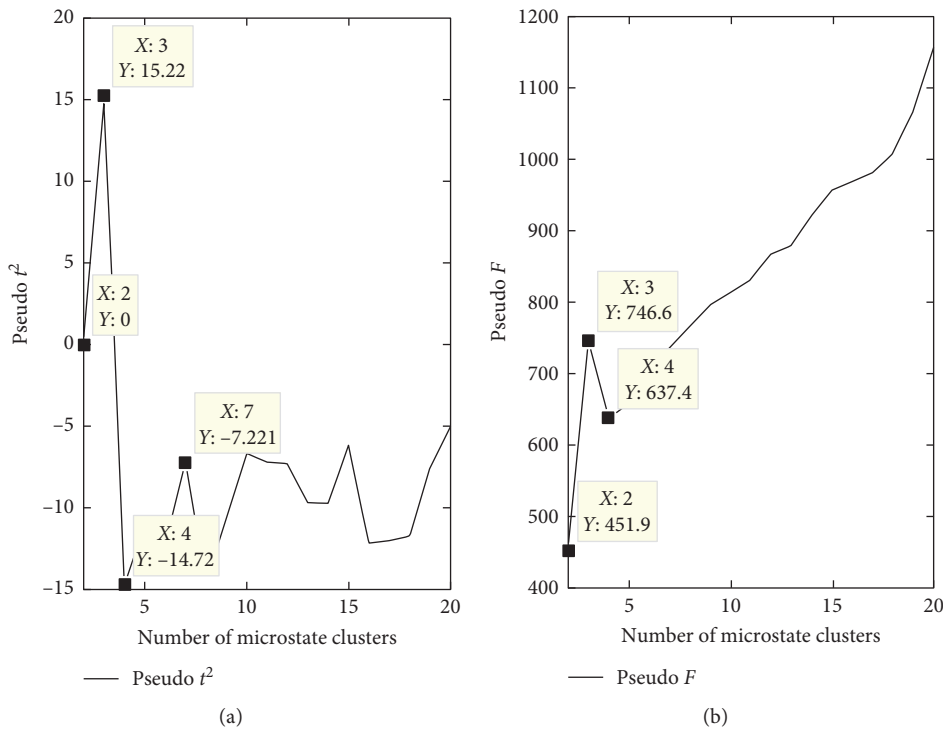 20
15
10
5
0
−5
−10
−15
Pseudo t²
X: 3
Y: 15.22
X: 2
Y: 0
X: 7
Y: −7.221
X: 4
Y: −14.72
5
10
15
20
Number of microstate clusters
Pseudo t²
(a)
1200
1100
1000
900
800
700
600
500
400
Pseudo F
X: 3
Y: 746.6
X: 4
Y: 637.4
X: 2
Y: 451.9
5
10
15
20
Number of microstate clusters
Pseudo F
(b)